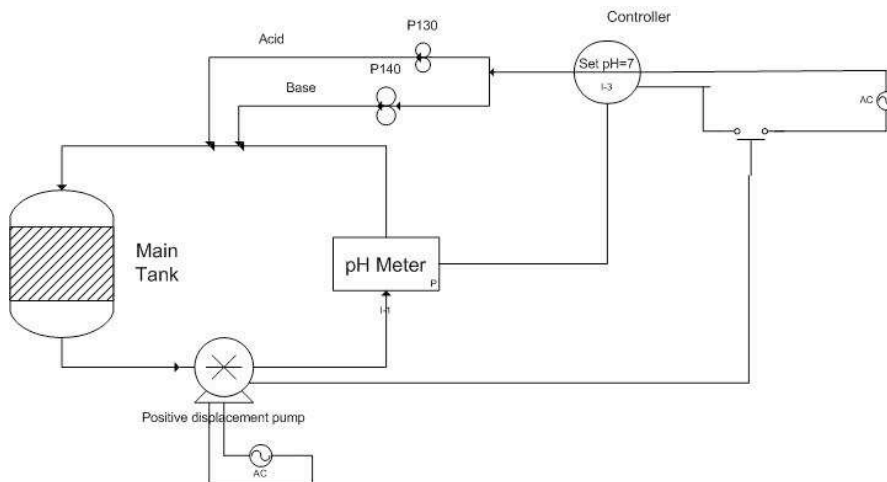 Controller
P130
Acid
Set pH=7
P140
I-3
Base
AC
Main
Tank
pH Meter
P
I-1
Positive displacement pump
AC